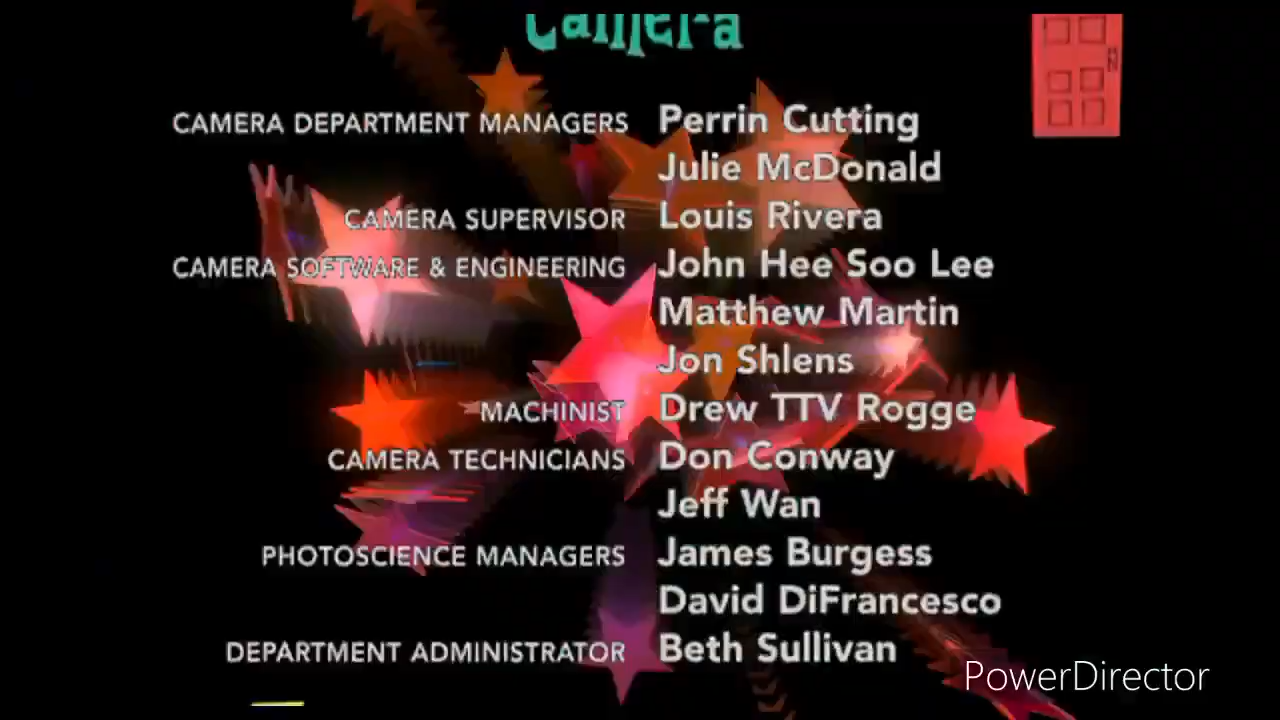 Camera
CAMERA DEPARTMENT MANAGERS Perrin Cutting
Julie McDonald
CAMERA SUPERVISOR Louis Rivera
CAMERA SOFTWARE & ENGINEERING John Hee Soo Lee
Matthew Martin
Jon Shlens
MACHINIST Drew TTV Rogge
CAMERA TECHNICIANS Don Conway
Jeff Wan
PHOTOSCIENCE MANAGERS James Burgess
David DiFrancesco
DEPARTMENT ADMINISTRATOR Beth Sullivan
PowerDirector